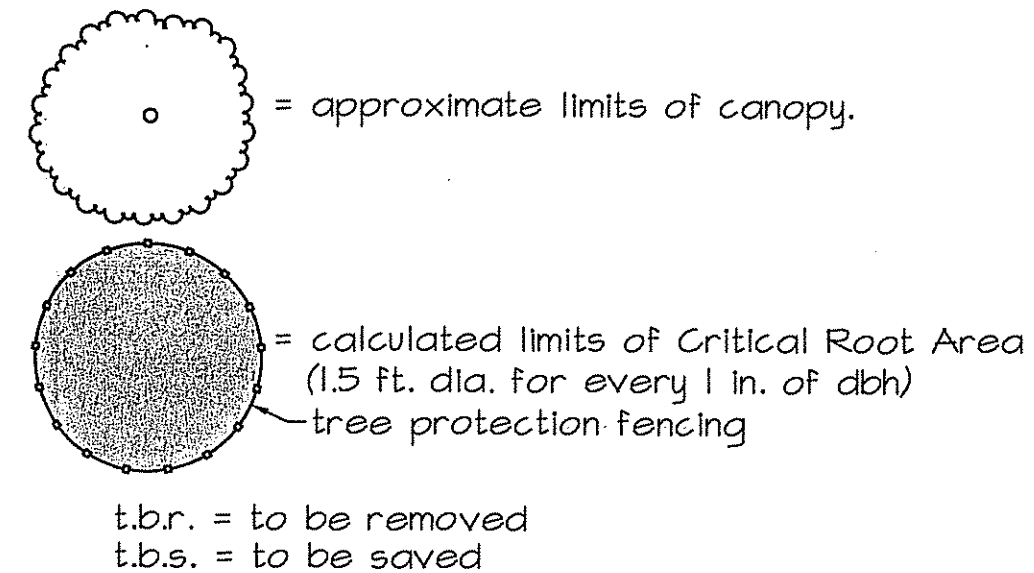 = approximate limits of canopy.
= calculated limits of Critical Root Area
(1.5 ft. dia. for every 1 in. of dbh)
tree protection fencing
t.b.r. = to be removed
t.b.s. = to be saved